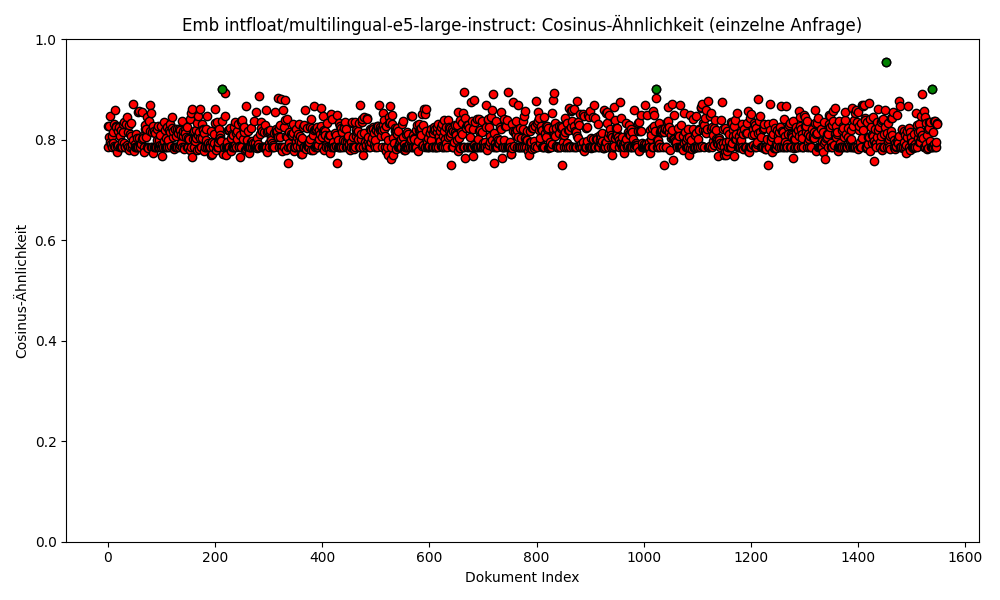 Emb intfloat/multilingual-e5-large-instruct: Cosinus-Ähnlichkeit (einzelne Anfrage)
1.0
0.8
0.6
0.4
0.2
0.0
Cosinus-Ähnlichkeit
0 200 400 600 800 1000 1200 1400 1600
Dokument Index